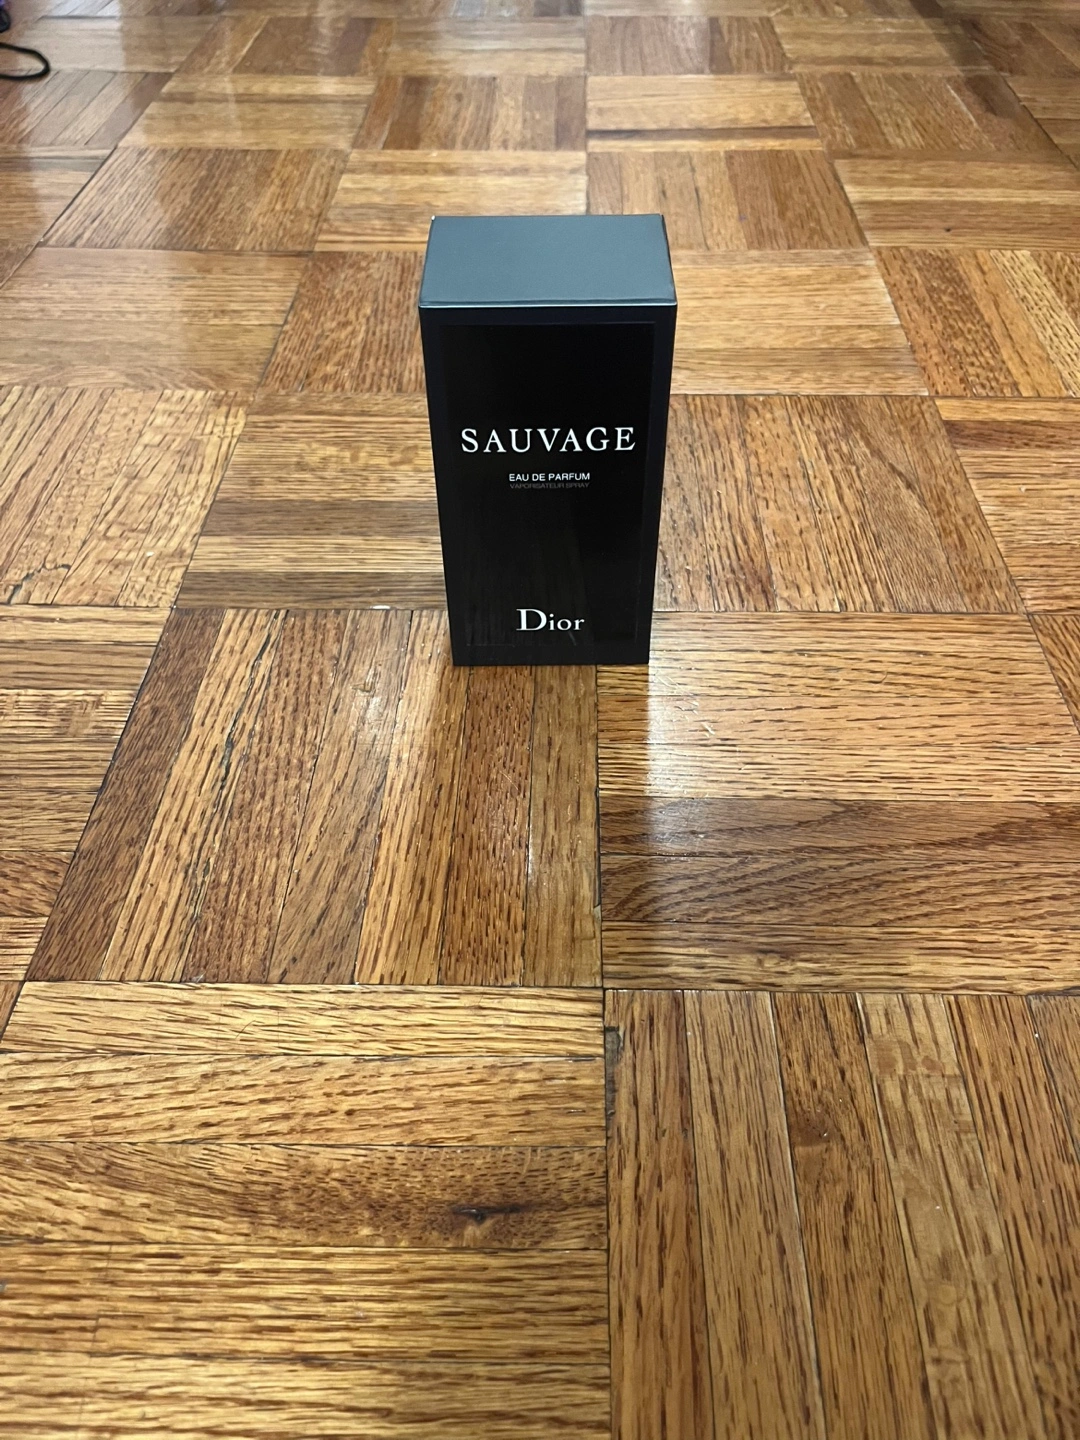 SAUVAGE
EAU DE PARFUM
VAPORISATEUR SPRAY
Dior